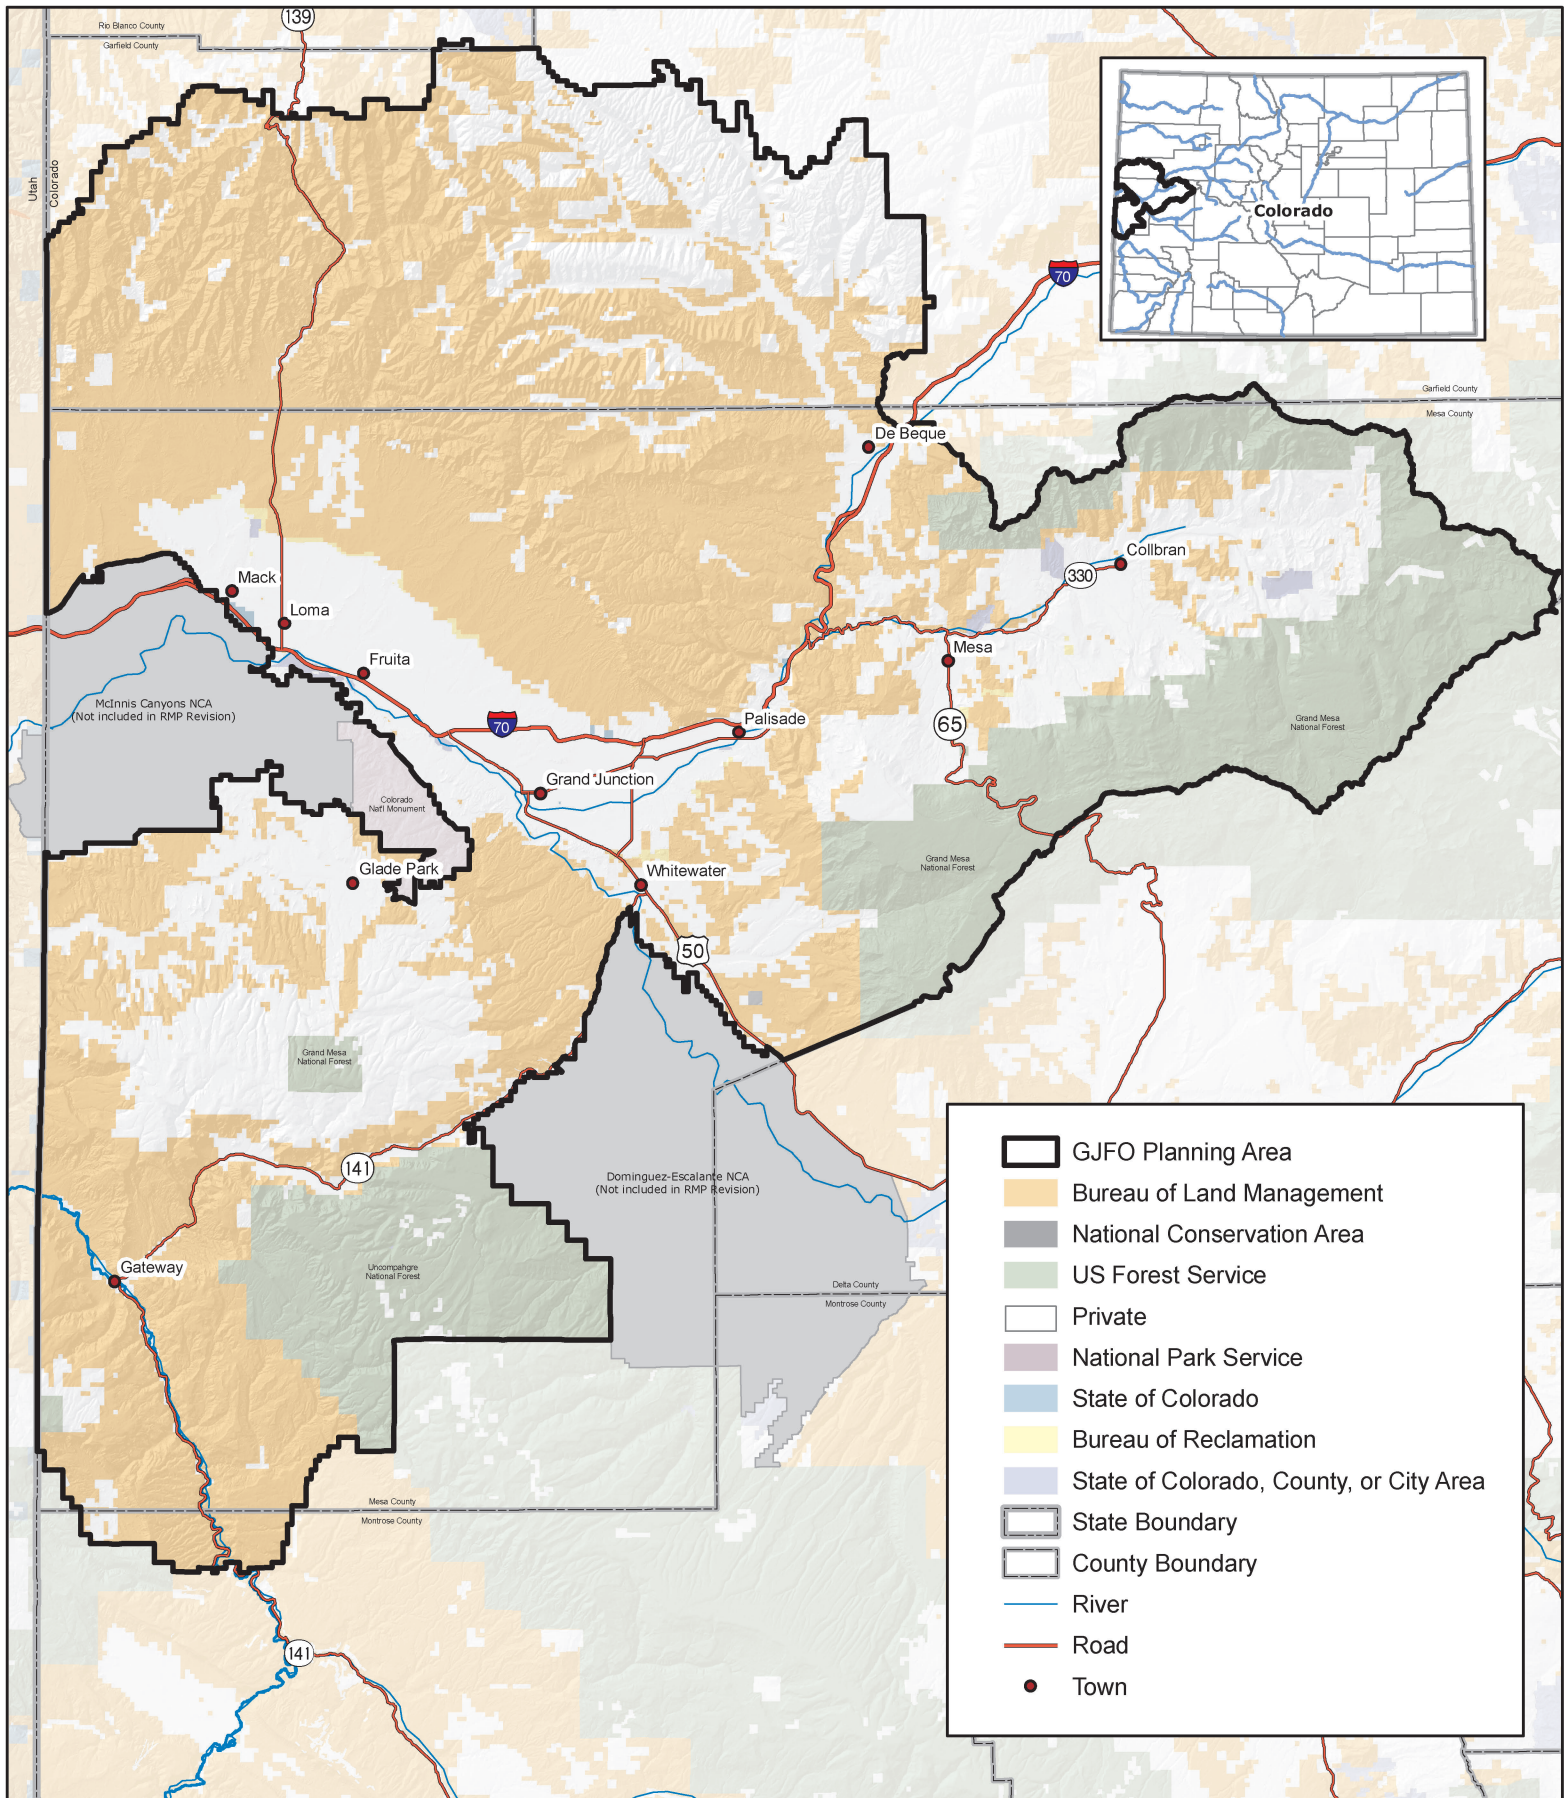 139
Rio Blanco County
Garfield County
Utah
Colorado
Colorado
70
Garfield County
Mesa County
De Beque
Collbran
330
Mack
Loma
Fruita
Mesa
McInnis Canyons NCA
(Not included in RMP Revision)
65
70
Palisade
Grand Mesa
National Forest
Grand Junction
Colorado
Nat'l Monument
Glade Park
Whitewater
Grand Mesa
National Forest
50
Grand Mesa
National Forest
141
Dominguez-Escalante NCA
(Not included in RMP Revision)
Gateway
Uncompahgre
National Forest
Delta County
Montrose County
Mesa County
Montrose County
141
GJFO Planning Area
Bureau of Land Management
National Conservation Area
US Forest Service
Private
National Park Service
State of Colorado
Bureau of Reclamation
State of Colorado, County, or City Area
State Boundary
County Boundary
River
Road
Town